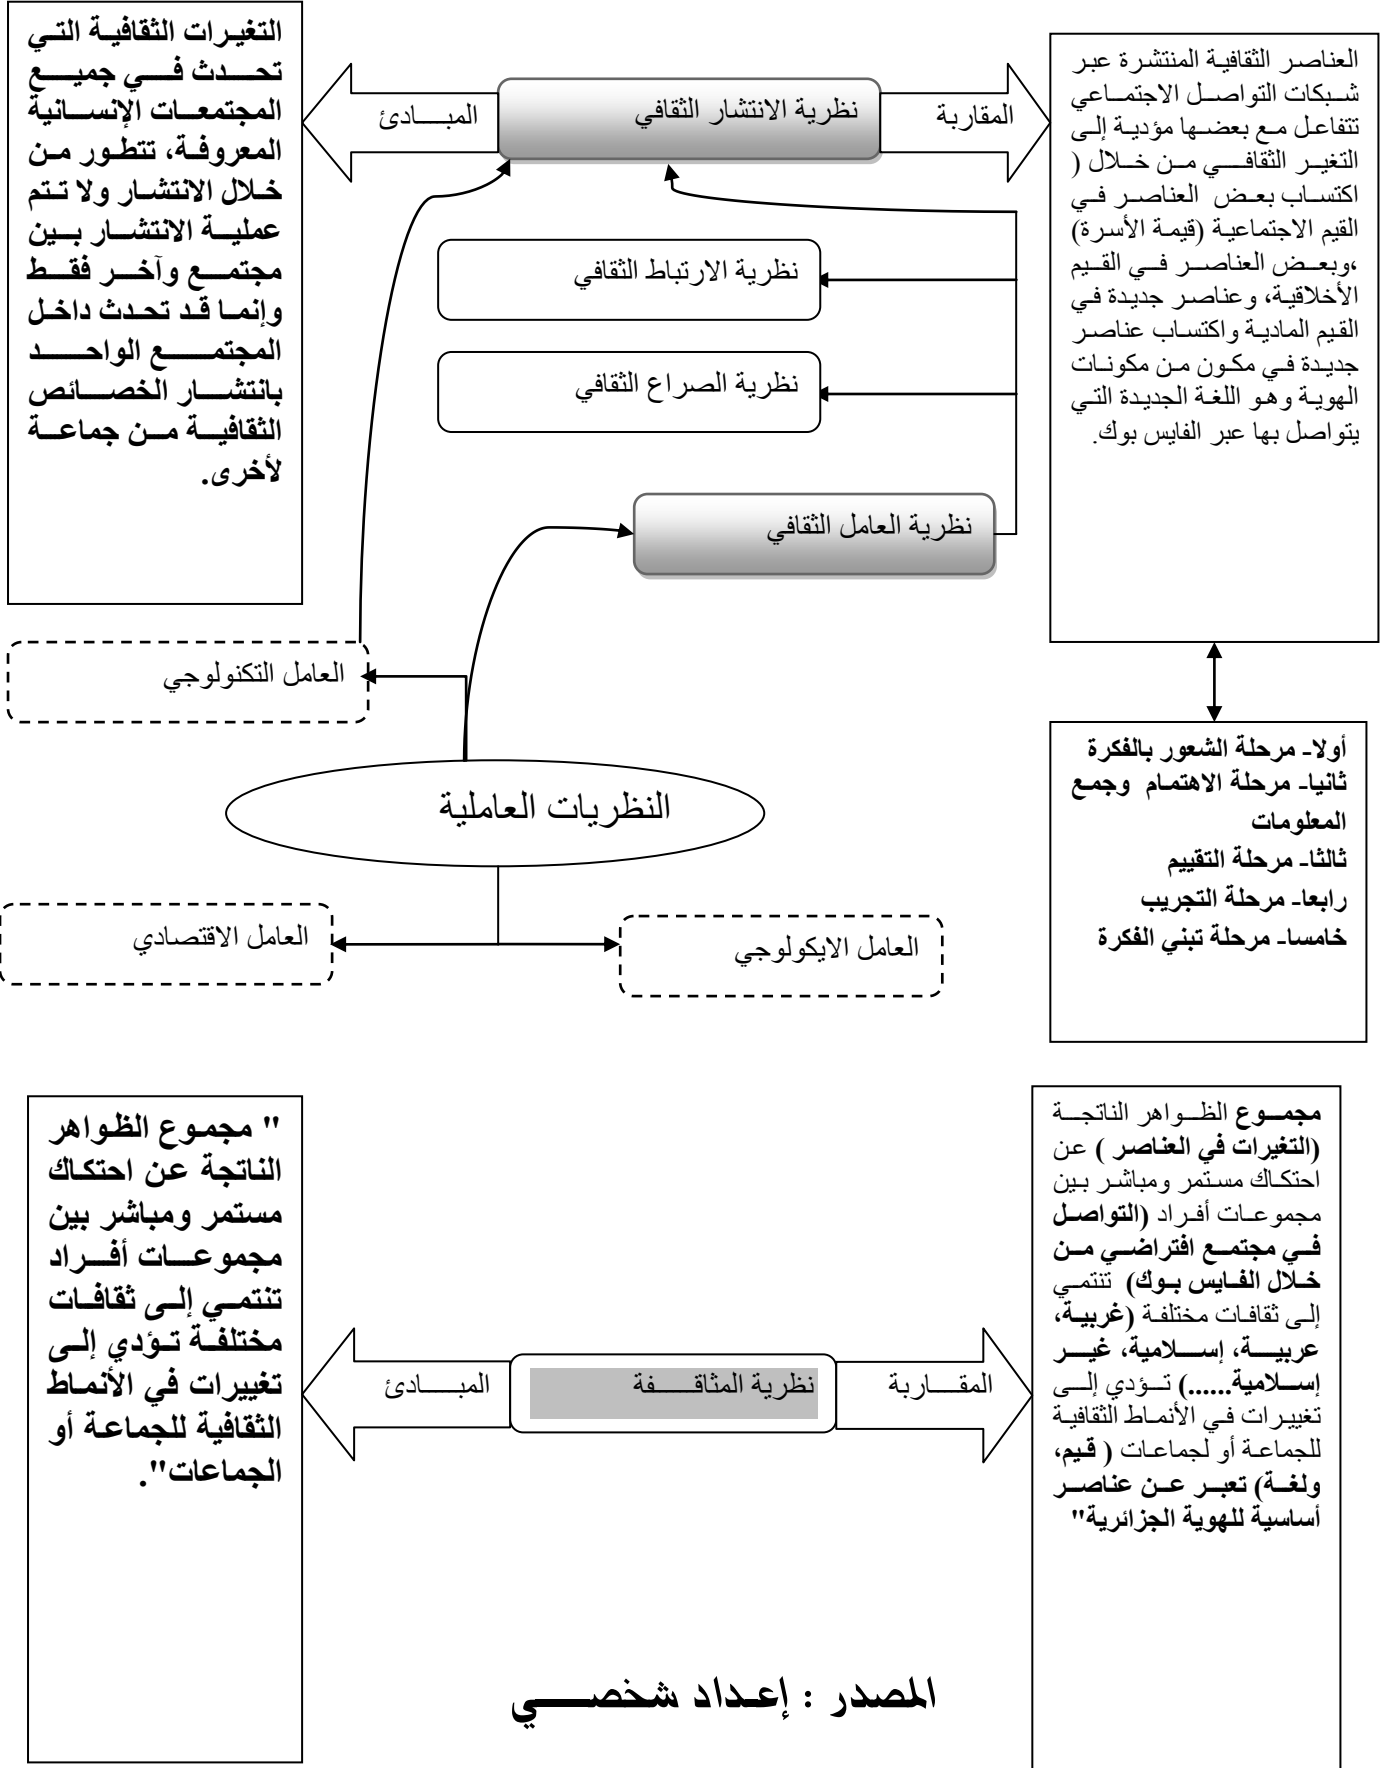 العناصر الثقافية المنتشرة عبر
شبكات التواصل الاجتماعي
تتفاعل مع بعضها مؤدية إلى
التغير الثقافي من خلال (
اكتساب بعض العناصر في
القيم الاجتماعية (قيمة الأسرة)
،وبعض العناصر في القيم
الأخلاقية، وعناصر جديدة في
القيم المادية واكتساب عناصر
جديدة في مكون من مكونات
الهوية وهو اللغة الجديدة التي
يتواصل بها عبر الفايس بوك.
المقاربة
نظرية الانتشار الثقافي
المبادئ
التغيرات الثقافية التي
تحدث في جميع
المجتمعات الإنسانية
المعروفة، تتطور من
خلال الانتشار ولا تتم
عملية الانتشار بين
مجتمع وآخر فقط
وإنما قد تحدث داخل
المجتمع الواحد
بانتشار الخصائص
الثقافية من جماعة
لأخرى.
نظرية الارتباط الثقافي
نظرية الصراع الثقافي
نظرية العامل الثقافي
العامل التكنولوجي
النظريات العاملية
العامل الايكولوجي
العامل الاقتصادي
أولا- مرحلة الشعور بالفكرة
ثانيا- مرحلة الاهتمام وجمع
المعلومات
ثالثا- مرحلة التقييم
رابعا- مرحلة التجريب
خامسا- مرحلة تبني الفكرة
مجموع الظواهر الناتجة
(التغيرات في العناصر ) عن
احتكاك مستمر ومباشر بين
مجموعات أفراد (التواصل
في مجتمع افتراضي من
خلال الفايس بوك) تنتمي
إلى ثقافات مختلفة (غربية،
عربية، إسلامية، غير
إسلامية......) تؤدي إلى
تغييرات في الأنماط الثقافية
للجماعة أو لجماعات ( قيم،
ولغة) تعبر عن عناصر
أساسية للهوية الجزائرية"
المقاربة
نظرية المثاقفة
المبادئ
" مجموع الظواهر
الناتجة عن احتكاك
مستمر ومباشر بين
مجموعات أفراد
تنتمي إلى ثقافات
مختلفة تؤدي إلى
تغييرات في الأنماط
الثقافية للجماعة أو
الجماعات".
المصدر : إعداد شخصي